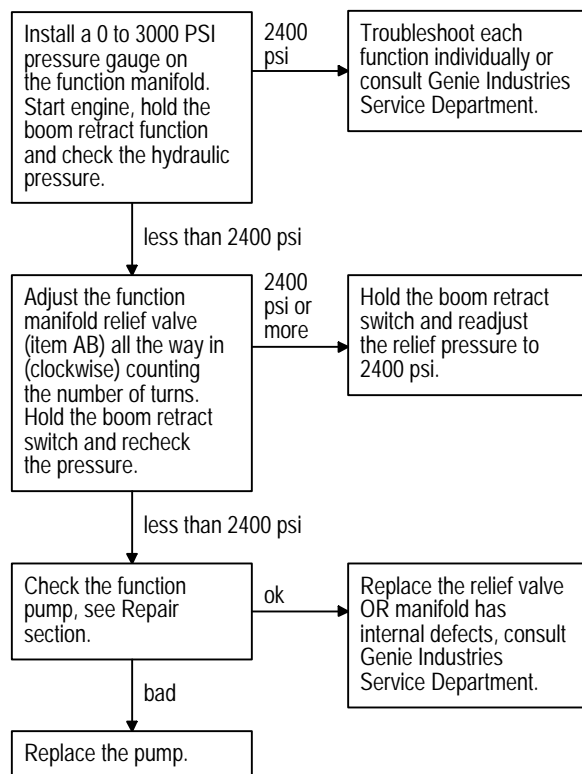 Install a 0 to 3000 PSI
pressure gauge on
the function manifold.
Start engine, hold the
boom retract function
and check the hydraulic
pressure.
2400
psi
Troubleshoot each
function individually or
consult Genie Industries
Service Department.
less than 2400 psi
Adjust the function
manifold relief valve
(item AB) all the way in
(clockwise) counting
the number of turns.
Hold the boom retract
switch and recheck
the pressure.
2400
psi or
more
Hold the boom retract
switch and readjust
the relief pressure to
2400 psi.
less than 2400 psi
Check the function
pump, see Repair
section.
ok
Replace the relief valve
OR manifold has
internal defects, consult
Genie Industries
Service Department.
bad
Replace the pump.